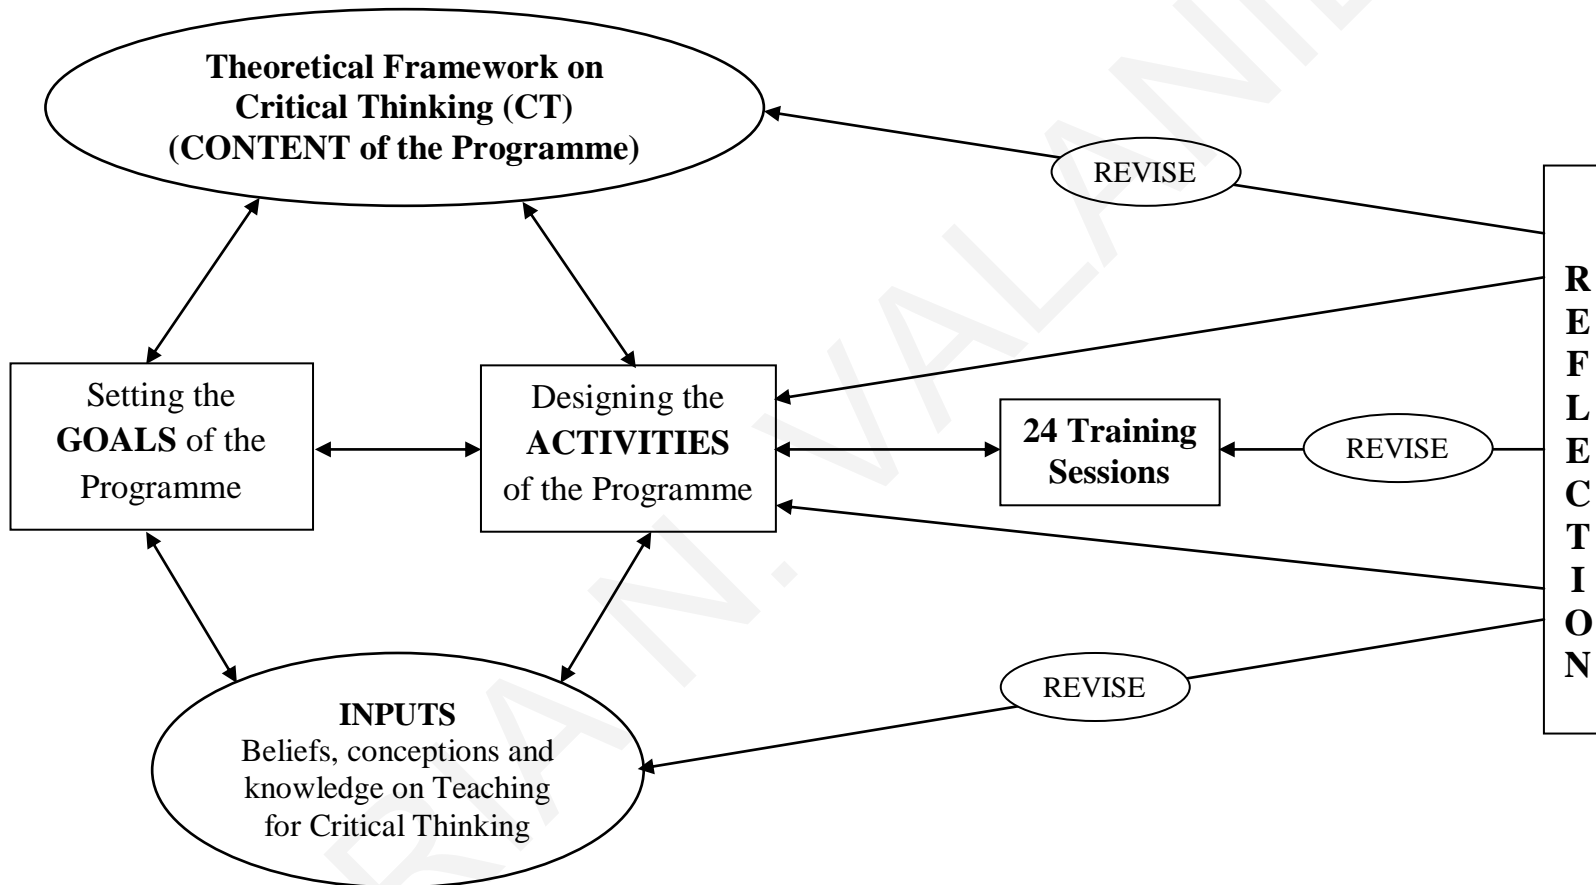 Theoretical Framework on
Critical Thinking (CT)
(CONTENT of the Programme)
REVISE
Setting the
GOALS of the
Programme
Designing the
ACTIVITIES
of the Programme
24 Training
Sessions
REVISE
R
E
F
L
E
C
T
I
O
N
INPUTS
Beliefs, conceptions and
knowledge on Teaching
for Critical Thinking
REVISE